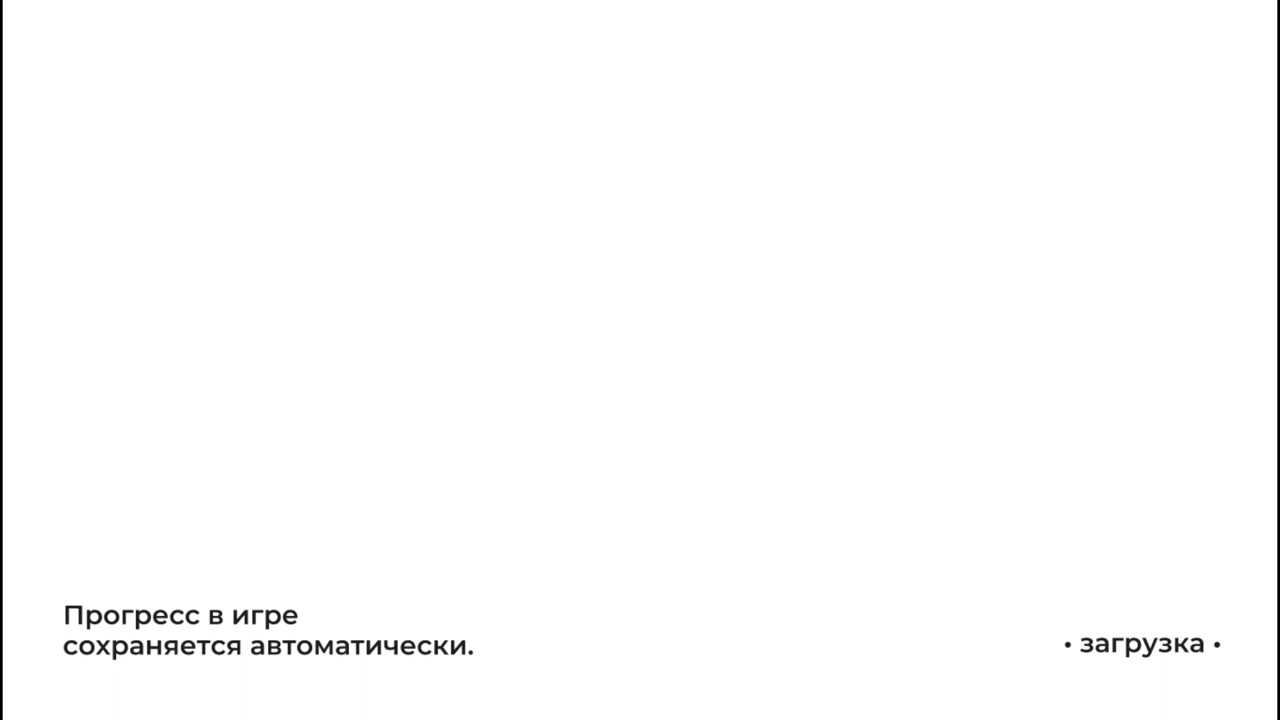 Прогресс в игре
сохраняется автоматически.
• загрузка •